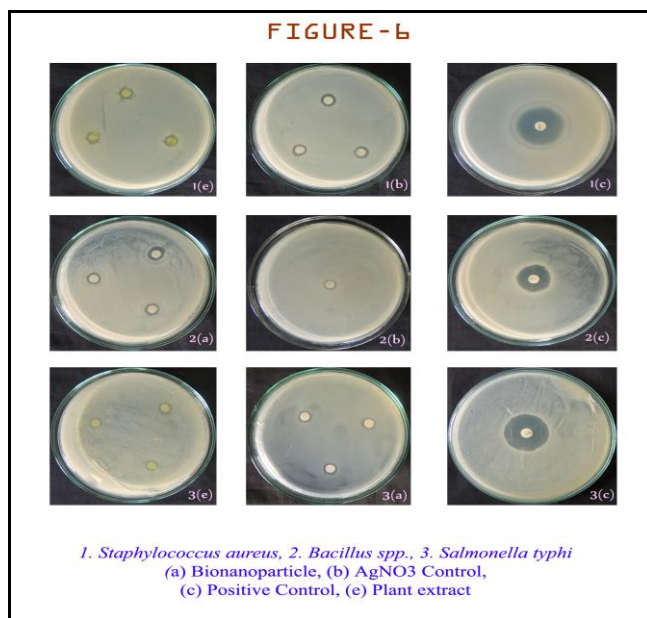 FIGURE-6
1(e) 1(b) 1(c)
2(a) 2(b) 2(c)
3(e) 3(a) 3(c)
1. Staphylococcus aureus, 2. Bacillus spp., 3. Salmonella typhi
(a) Bionanoparticle, (b) AgNO3 Control,
(c) Positive Control, (e) Plant extract